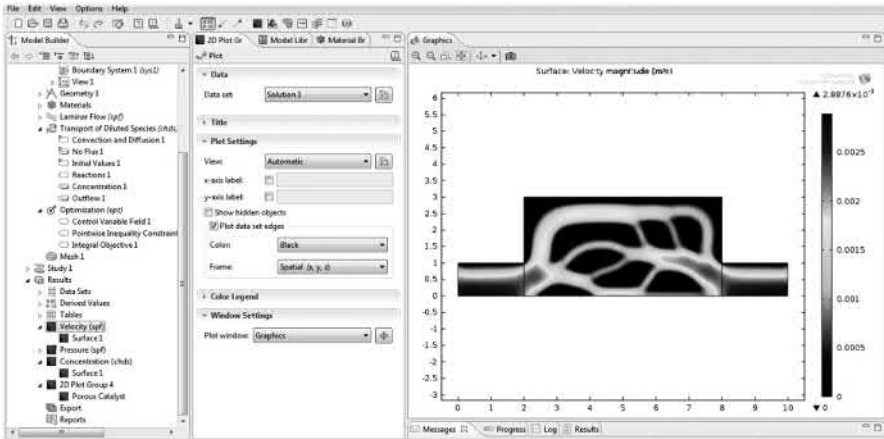 File Edit View Options Help
Model Builder
Boundary System 1 (sys1)
View 1
Geometry 1
Materials
Laminar Flow (spf)
Transport of Diluted Species (chds,
Convection and Diffusion 1
No Flux 1
Initial Values 1
Reactions 1
Concentration 1
Outflow 1
Optimization (opt)
Control Variable Field 1
Pointwise Inequality Constraint
Integral Objective 1
Mesh 1
Study 1
Results
Data Sets
Derived Values
Tables
Velocity (spf)
Surface 1
Pressure (spf)
Concentration (chds)
Surface 1
2D Plot Group 4
Porous Catalyst
Export
Reports
2D Plot Gr
Model Libr
Material Br
Plot
Data
Data set: Solution 3
Title
Plot Settings
View: Automatic
x-axis label:
y-axis label:
Show hidden objects
Plot data set edges
Color: Black
Frame: Spatial (x, y, z)
Color Legend
Window Settings
Plot window: Graphics
Graphics
Surface: Velocity magnitude (m/s)
6
5.5
5
4.5
4
3.5
3
2.5
2
1.5
1
0.5
0
-0.5
-1
-1.5
-2
-2.5
-3
0 1 2 3 4 5 6 7 8 9 10
▲ 2.8876×10⁻³
0.0025
0.002
0.0015
0.001
0.0005
0
▼ 0
Messages Progress Log Results